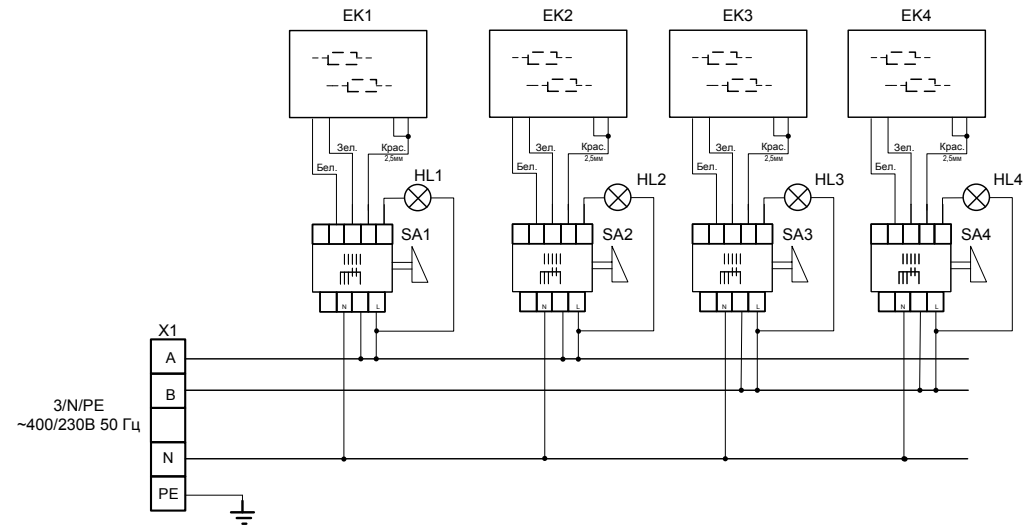 EK1 EK2 EK3 EK4
Зел. Крас. Зел. Крас. Зел. Крас. Зел. Крас.
2,5мм 2,5мм 2,5мм 2,5мм
Бел. Бел. Бел. Бел.
HL1 HL2 HL3 HL4
SA1 SA2 SA3 SA4
N L N L N L N L
X1
A
B
3/N/PE
~400/230В 50 Гц
N
PE